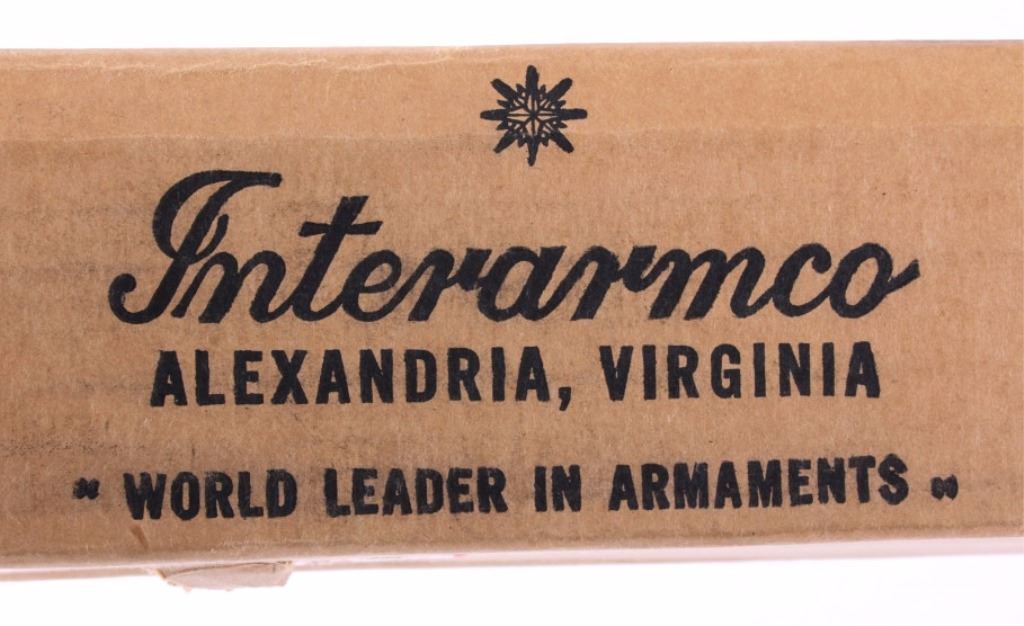 Interarmco
ALEXANDRIA, VIRGINIA
" WORLD LEADER IN ARMAMENTS "